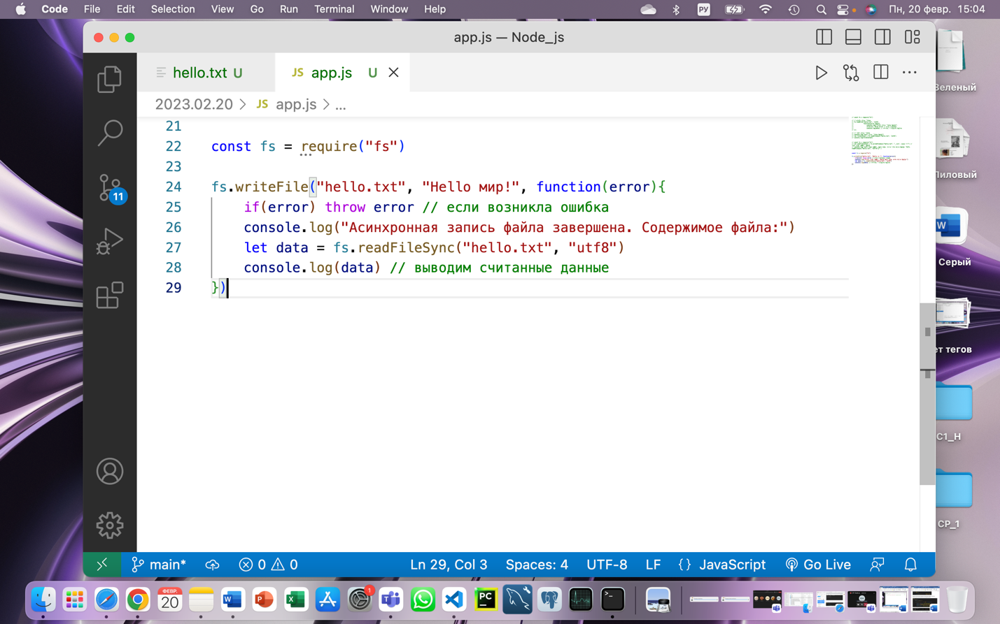 Code File Edit Selection View Go Run Terminal Window Help РУ Пн, 20 февр. 15:04
app.js — Node_js
hello.txt U JS app.js U
2023.02.20 > JS app.js > ...
21
22 const fs = require("fs")
23
24 fs.writeFile("hello.txt", "Hello мир!", function(error){
25 if(error) throw error // если возникла ошибка
26 console.log("Асинхронная запись файла завершена. Содержимое файла:")
27 let data = fs.readFileSync("hello.txt", "utf8")
28 console.log(data) // выводим считанные данные
29 })
11
Зеленый
Лиловый
Серый
ет тегов
C1_H
CP_1
main* 0 0 Ln 29, Col 3 Spaces: 4 UTF-8 LF {} JavaScript Go Live
ФЕВР.
20
W P X 1 PC